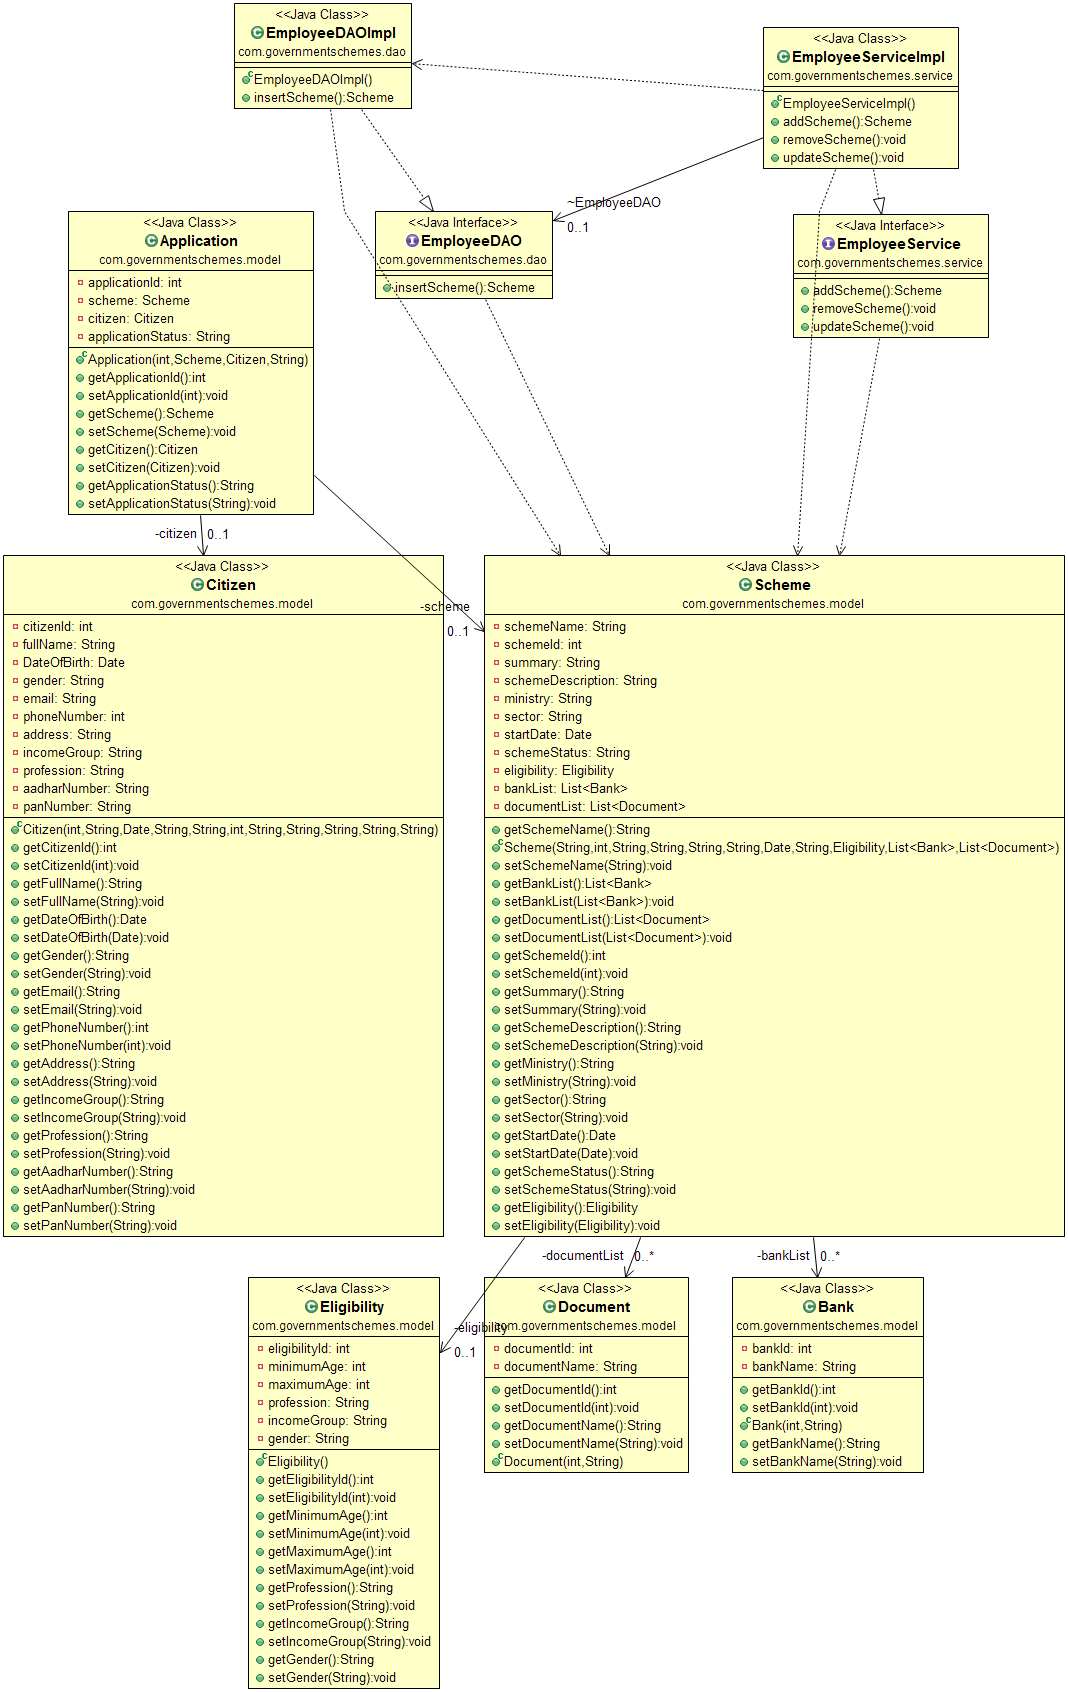 <<Java Class>>
EmployeeDAOImpl
com.governmentschemes.dao
EmployeeDAOImpl()
insertScheme():Scheme
<<Java Class>>
EmployeeServiceImpl
com.governmentschemes.service
EmployeeServiceImpl()
addScheme():Scheme
removeScheme():void
updateScheme():void
~EmployeeDAO
0..1
<<Java Class>>
Application
com.governmentschemes.model
applicationId: int
scheme: Scheme
citizen: Citizen
applicationStatus: String
Application(int,Scheme,Citizen,String)
getApplicationId():int
setApplicationId(int):void
getScheme():Scheme
setScheme(Scheme):void
getCitizen():Citizen
setCitizen(Citizen):void
getApplicationStatus():String
setApplicationStatus(String):void
<<Java Interface>>
EmployeeDAO
com.governmentschemes.dao
insertScheme():Scheme
<<Java Interface>>
EmployeeService
com.governmentschemes.service
addScheme():Scheme
removeScheme():void
updateScheme():void
-citizen
0..1
-scheme
0..1
<<Java Class>>
Citizen
com.governmentschemes.model
citizenId: int
fullName: String
DateOfBirth: Date
gender: String
email: String
phoneNumber: int
address: String
incomeGroup: String
profession: String
aadharNumber: String
panNumber: String
Citizen(int,String,Date,String,String,int,String,String,String,String,String)
getCitizenId():int
setCitizenId(int):void
getFullName():String
setFullName(String):void
getDateOfBirth():Date
setDateOfBirth(Date):void
getGender():String
setGender(String):void
getEmail():String
setEmail(String):void
getPhoneNumber():int
setPhoneNumber(int):void
getAddress():String
setAddress(String):void
getIncomeGroup():String
setIncomeGroup(String):void
getProfession():String
setProfession(String):void
getAadharNumber():String
setAadharNumber(String):void
getPanNumber():String
setPanNumber(String):void
<<Java Class>>
Scheme
com.governmentschemes.model
schemeName: String
schemeId: int
summary: String
schemeDescription: String
ministry: String
sector: String
startDate: Date
schemeStatus: String
eligibility: Eligibility
bankList: List<Bank>
documentList: List<Document>
getSchemeName():String
Scheme(String,int,String,String,String,String,Date,String,Eligibility,List<Bank>,List<Document>)
setSchemeName(String):void
getBankList():List<Bank>
setBankList(List<Bank>):void
getDocumentList():List<Document>
setDocumentList(List<Document>):void
getSchemeId():int
setSchemeId(int):void
getSummary():String
setSummary(String):void
getSchemeDescription():String
setSchemeDescription(String):void
getMinistry():String
setMinistry(String):void
getSector():String
setSector(String):void
getStartDate():Date
setStartDate(Date):void
getSchemeStatus():String
setSchemeStatus(String):void
getEligibility():Eligibility
setEligibility(Eligibility):void
-documentList
0..*
-bankList
0..*
-eligibility
0..1
<<Java Class>>
Eligibility
com.governmentschemes.model
eligibilityId: int
minimumAge: int
maximumAge: int
profession: String
incomeGroup: String
gender: String
Eligibility()
getEligibilityId():int
setEligibilityId(int):void
getMinimumAge():int
setMinimumAge(int):void
getMaximumAge():int
setMaximumAge(int):void
getProfession():String
setProfession(String):void
getIncomeGroup():String
setIncomeGroup(String):void
getGender():String
setGender(String):void
<<Java Class>>
Document
com.governmentschemes.model
documentId: int
documentName: String
getDocumentId():int
setDocumentId(int):void
getDocumentName():String
setDocumentName(String):void
Document(int,String)
<<Java Class>>
Bank
com.governmentschemes.model
bankId: int
bankName: String
getBankId():int
setBankId(int):void
Bank(int,String)
getBankName():String
setBankName(String):void